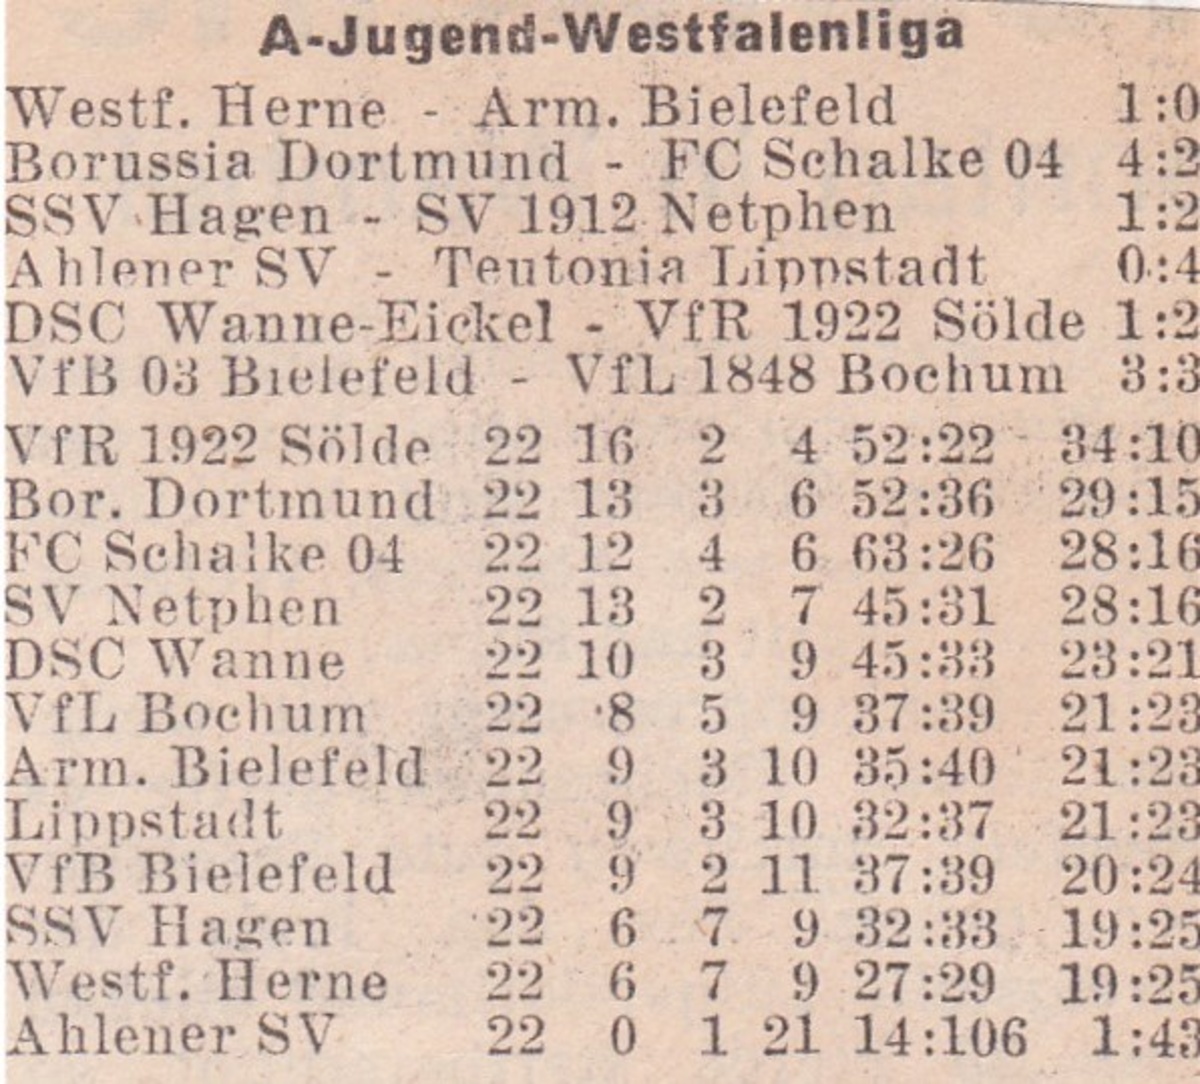 A-Jugend-Westfalenliga
Westf. Herne - Arm. Bielefeld 1:0
Borussia Dortmund - FC Schalke 04 4:2
SSV Hagen - SV 1912 Netphen 1:2
Ahlener SV - Teutonia Lippstadt 0:4
DSC Wanne-Eickel - VfR 1922 Sölde 1:2
VfB 03 Bielefeld - VfL 1848 Bochum 3:3
VfR 1922 Sölde 22 16 2 4 52:22 34:10
Bor. Dortmund 22 13 3 6 52:36 29:15
FC Schalke 04 22 12 4 6 63:26 28:16
SV Netphen 22 13 2 7 45:31 28:16
DSC Wanne 22 10 3 9 45:33 23:21
VfL Bochum 22 8 5 9 37:39 21:23
Arm. Bielefeld 22 9 3 10 35:40 21:23
Lippstadt 22 9 3 10 32:37 21:23
VfB Bielefeld 22 9 2 11 37:39 20:24
SSV Hagen 22 6 7 9 32:33 19:25
Westf. Herne 22 6 7 9 27:29 19:25
Ahlener SV 22 0 1 21 14:106 1:43